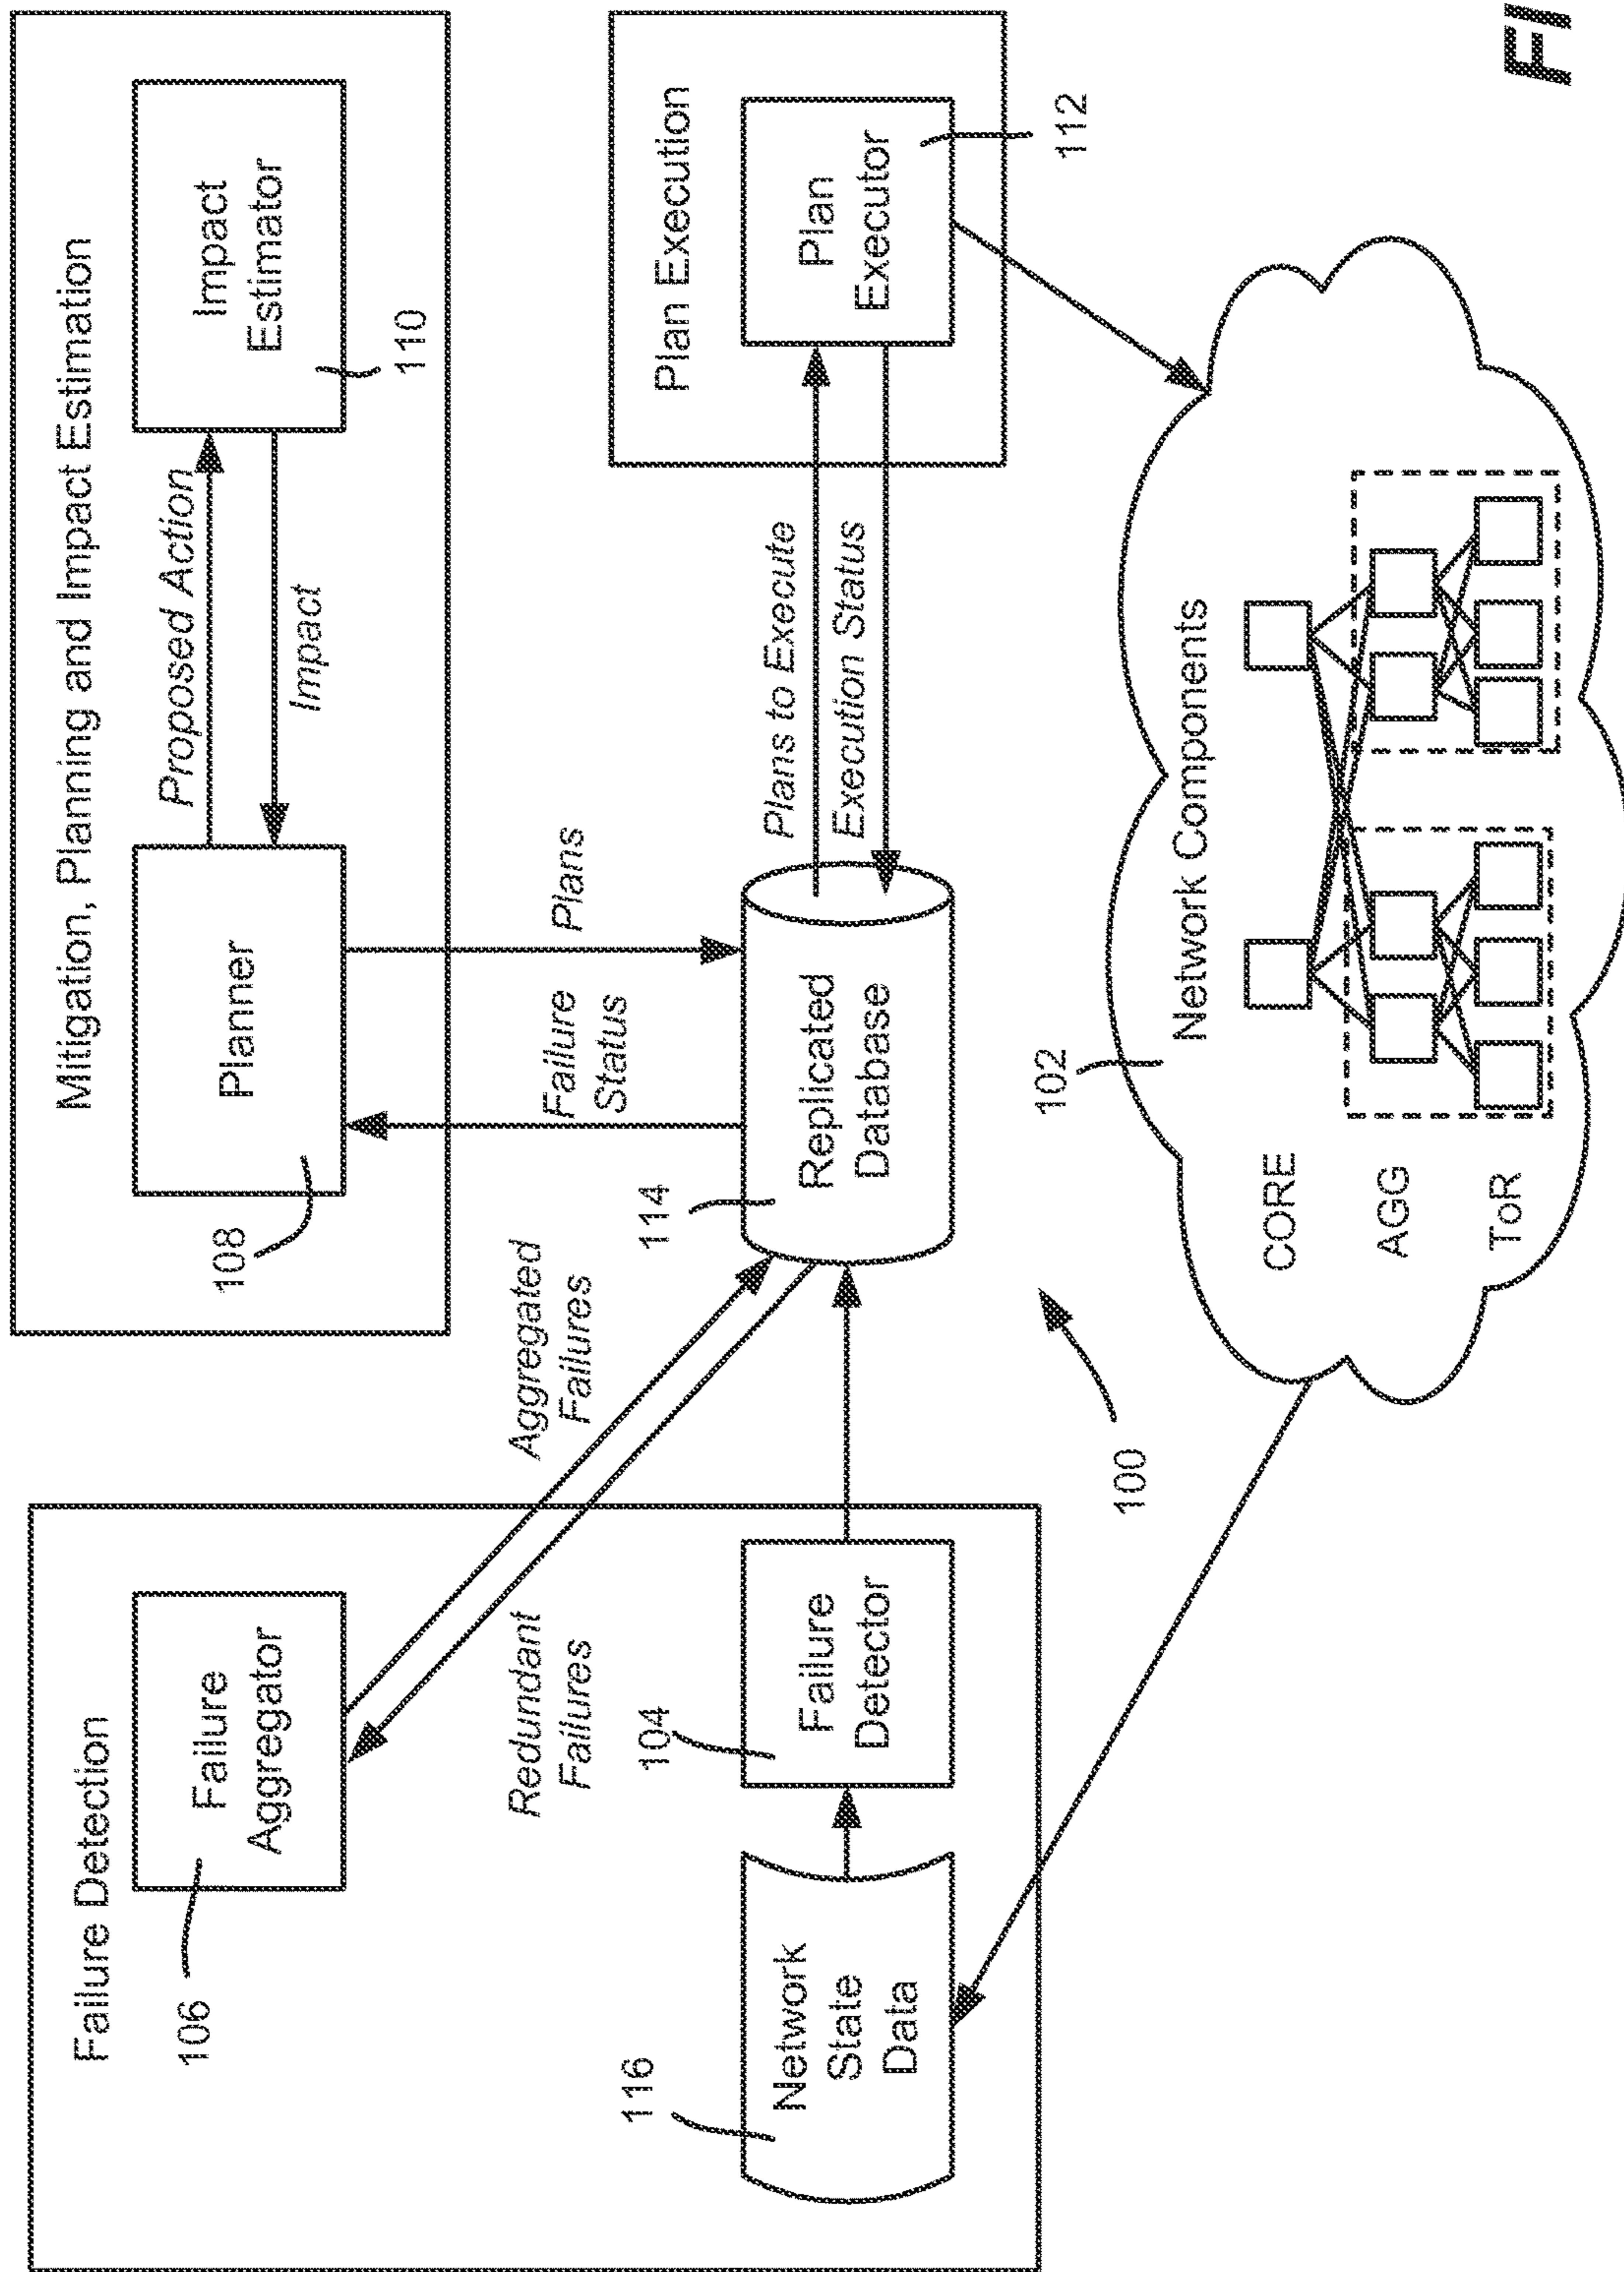 Failure Detection
106
Failure
Aggregator
Redundant
Failures
Aggregated
Failures
116
Network
State
Data
104
Failure
Detector
Mitigation, Planning and Impact Estimation
108
Planner
Proposed Action
Impact
Impact
Estimator
110
Failure
Status
Plans
114
Replicated
Database
Plans to Execute
Execution Status
Plan Execution
Plan
Executor
112
100
102
Network Components
CORE
AGG
ToR
FI